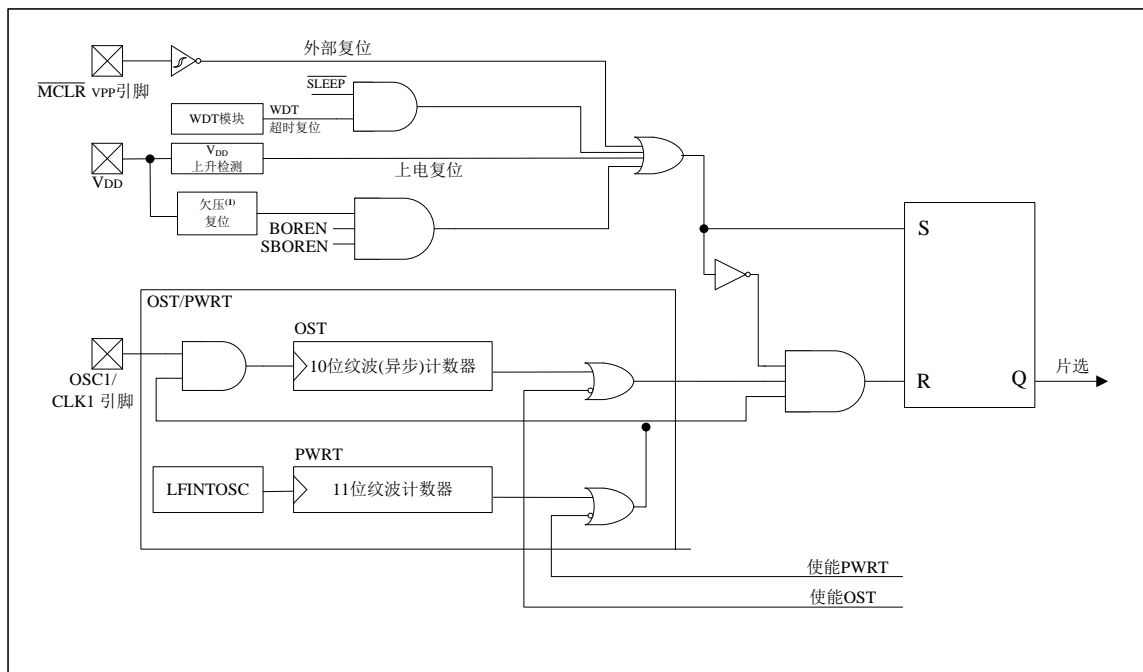 外部复位
MCLR VPP引脚
SLEEP
WDT模块
WDT
超时复位
VDD
VDD
上升检测
上电复位
欠压(1)
复位
BOREN
SBOREN
S
OST/PWRT
OST
10位纹波(异步)计数器
OSC1/
CLK1 引脚
R
Q
片选
PWRT
LFINTOSC
11位纹波计数器
使能PWRT
使能OST